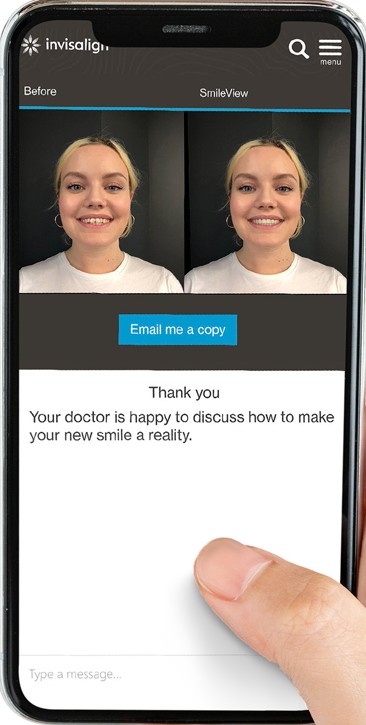 invisalign
menu
Before
SmileView
Email me a copy
Thank you
Your doctor is happy to discuss how to make
your new smile a reality.
Type a message...